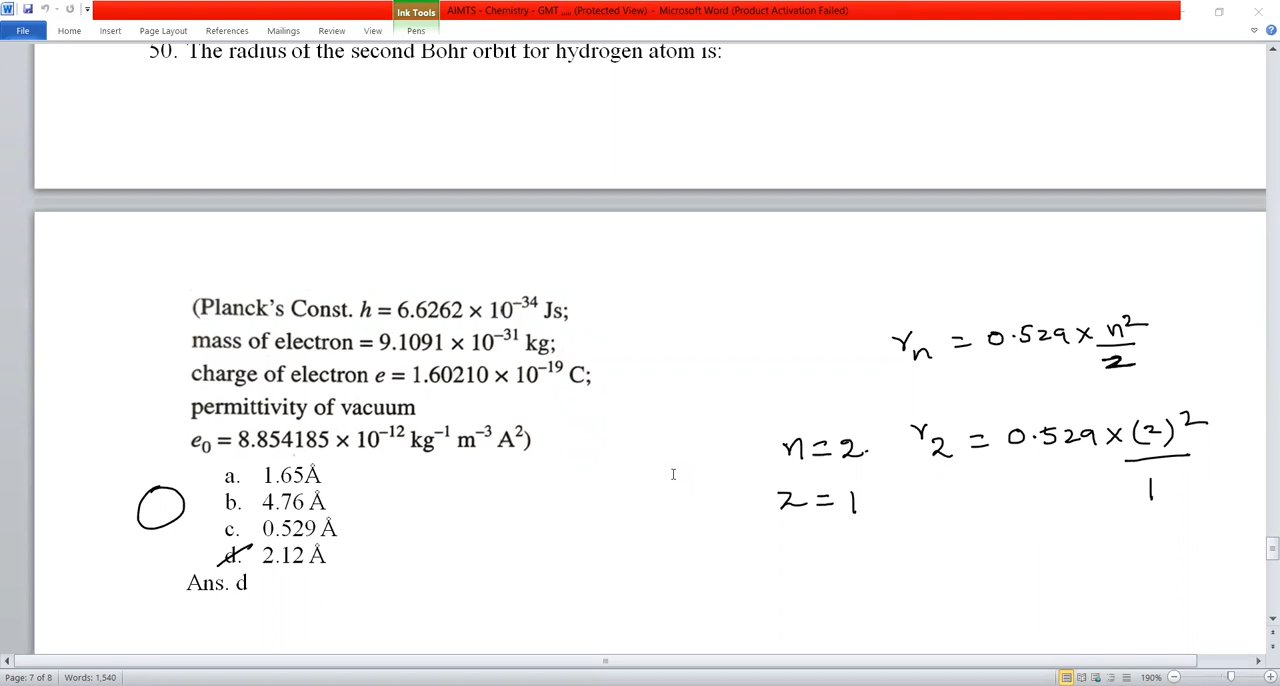 File Home Insert Page Layout References Mailings Review View Pens
Ink Tools
AIMTS - Chemistry - GMT .... (Protected View) - Microsoft Word (Product Activation Failed)
50. The radius of the second Bohr orbit for hydrogen atom is:
(Planck's Const. h = 6.6262 × 10⁻³⁴ Js;
mass of electron = 9.1091 × 10⁻³¹ kg;
charge of electron e = 1.60210 × 10⁻¹⁹ C;
permittivity of vacuum
e₀ = 8.854185 × 10⁻¹² kg⁻¹ m⁻³ A²)
a. 1.65Å
b. 4.76 Å
c. 0.529 Å
d. 2.12 Å
Ans. d
rₙ = 0.529 × n²/z
n = 2. r₂ = 0.529 × (2)²/1
z = 1
Page: 7 of 8 Words: 1,540 190%